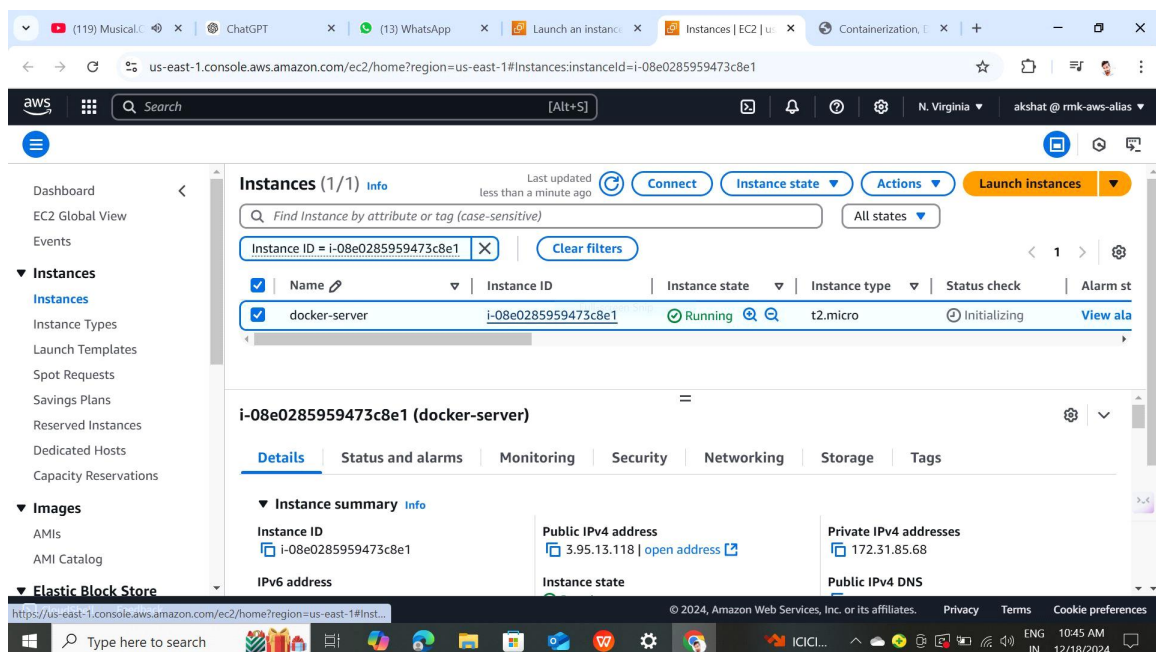 (119) Musical.C
ChatGPT
(13) WhatsApp
Launch an instance
Instances | EC2 | us
Containerization, D
us-east-1.console.aws.amazon.com/ec2/home?region=us-east-1#Instances:instanceId=i-08e0285959473c8e1
aws
Search
[Alt+S]
N. Virginia
akshat @ rmk-aws-alias
Dashboard
EC2 Global View
Events
Instances
Instances
Instance Types
Launch Templates
Spot Requests
Savings Plans
Reserved Instances
Dedicated Hosts
Capacity Reservations
Images
AMIs
AMI Catalog
Elastic Block Store
Instances (1/1) Info
Last updated
less than a minute ago
Connect
Instance state
Actions
Launch instances
Find Instance by attribute or tag (case-sensitive)
All states
Instance ID = i-08e0285959473c8e1
Clear filters
1
Name Instance ID Instance state Instance type Status check Alarm st
docker-server i-08e0285959473c8e1 Running t2.micro Initializing View ala
i-08e0285959473c8e1 (docker-server)
Details Status and alarms Monitoring Security Networking Storage Tags
Instance summary Info
Instance ID
i-08e0285959473c8e1
Public IPv4 address
3.95.13.118 | open address
Private IPv4 addresses
172.31.85.68
IPv6 address
Instance state
Public IPv4 DNS
https://us-east-1.console.aws.amazon.com/ec2/home?region=us-east-1#Inst...
© 2024, Amazon Web Services, Inc. or its affiliates. Privacy Terms Cookie preferences
Type here to search
ICICI...
ENG
IN
10:45 AM
12/18/2024